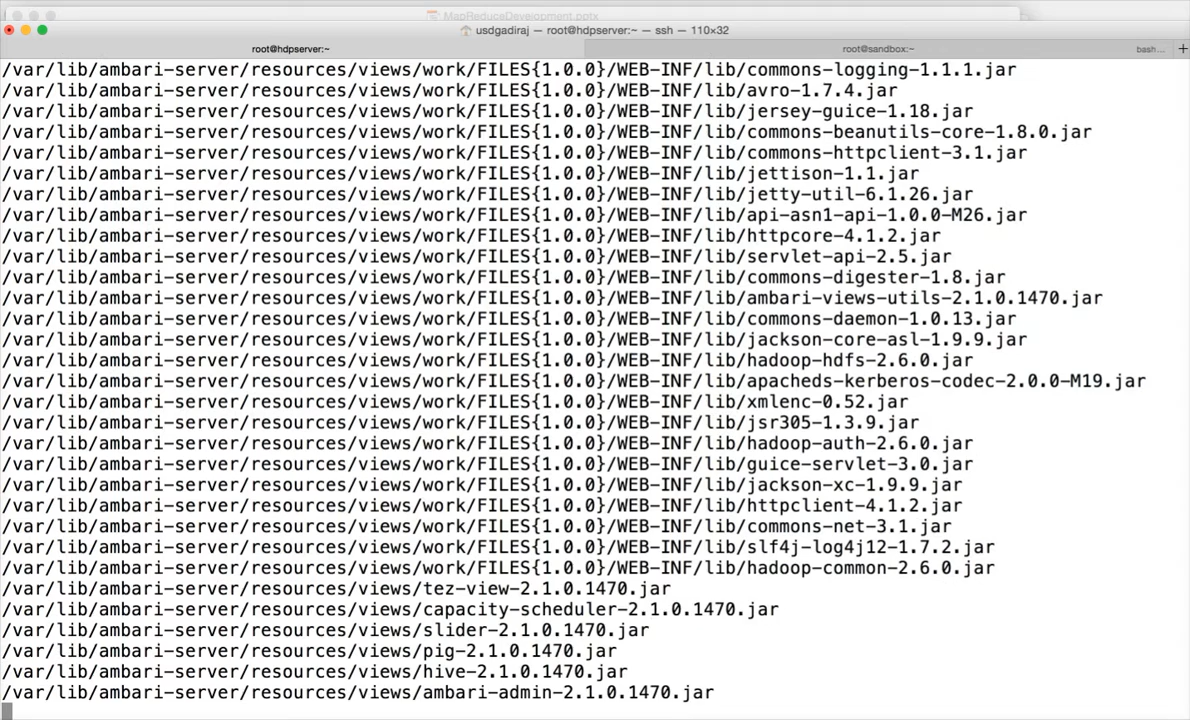 MapReduceDevelopment.pptx
usdgadiraj — root@hdpserver:~ — ssh — 110×32
root@hdpserver:~ root@sandbox:~ bash... +
/var/lib/ambari-server/resources/views/work/FILES{1.0.0}/WEB-INF/lib/commons-logging-1.1.1.jar
/var/lib/ambari-server/resources/views/work/FILES{1.0.0}/WEB-INF/lib/avro-1.7.4.jar
/var/lib/ambari-server/resources/views/work/FILES{1.0.0}/WEB-INF/lib/jersey-guice-1.18.jar
/var/lib/ambari-server/resources/views/work/FILES{1.0.0}/WEB-INF/lib/commons-beanutils-core-1.8.0.jar
/var/lib/ambari-server/resources/views/work/FILES{1.0.0}/WEB-INF/lib/commons-httpclient-3.1.jar
/var/lib/ambari-server/resources/views/work/FILES{1.0.0}/WEB-INF/lib/jettison-1.1.jar
/var/lib/ambari-server/resources/views/work/FILES{1.0.0}/WEB-INF/lib/jetty-util-6.1.26.jar
/var/lib/ambari-server/resources/views/work/FILES{1.0.0}/WEB-INF/lib/api-asn1-api-1.0.0-M26.jar
/var/lib/ambari-server/resources/views/work/FILES{1.0.0}/WEB-INF/lib/httpcore-4.1.2.jar
/var/lib/ambari-server/resources/views/work/FILES{1.0.0}/WEB-INF/lib/servlet-api-2.5.jar
/var/lib/ambari-server/resources/views/work/FILES{1.0.0}/WEB-INF/lib/commons-digester-1.8.jar
/var/lib/ambari-server/resources/views/work/FILES{1.0.0}/WEB-INF/lib/ambari-views-utils-2.1.0.1470.jar
/var/lib/ambari-server/resources/views/work/FILES{1.0.0}/WEB-INF/lib/commons-daemon-1.0.13.jar
/var/lib/ambari-server/resources/views/work/FILES{1.0.0}/WEB-INF/lib/jackson-core-asl-1.9.9.jar
/var/lib/ambari-server/resources/views/work/FILES{1.0.0}/WEB-INF/lib/hadoop-hdfs-2.6.0.jar
/var/lib/ambari-server/resources/views/work/FILES{1.0.0}/WEB-INF/lib/apacheds-kerberos-codec-2.0.0-M19.jar
/var/lib/ambari-server/resources/views/work/FILES{1.0.0}/WEB-INF/lib/xmlenc-0.52.jar
/var/lib/ambari-server/resources/views/work/FILES{1.0.0}/WEB-INF/lib/jsr305-1.3.9.jar
/var/lib/ambari-server/resources/views/work/FILES{1.0.0}/WEB-INF/lib/hadoop-auth-2.6.0.jar
/var/lib/ambari-server/resources/views/work/FILES{1.0.0}/WEB-INF/lib/guice-servlet-3.0.jar
/var/lib/ambari-server/resources/views/work/FILES{1.0.0}/WEB-INF/lib/jackson-xc-1.9.9.jar
/var/lib/ambari-server/resources/views/work/FILES{1.0.0}/WEB-INF/lib/httpclient-4.1.2.jar
/var/lib/ambari-server/resources/views/work/FILES{1.0.0}/WEB-INF/lib/commons-net-3.1.jar
/var/lib/ambari-server/resources/views/work/FILES{1.0.0}/WEB-INF/lib/slf4j-log4j12-1.7.2.jar
/var/lib/ambari-server/resources/views/work/FILES{1.0.0}/WEB-INF/lib/hadoop-common-2.6.0.jar
/var/lib/ambari-server/resources/views/tez-view-2.1.0.1470.jar
/var/lib/ambari-server/resources/views/capacity-scheduler-2.1.0.1470.jar
/var/lib/ambari-server/resources/views/slider-2.1.0.1470.jar
/var/lib/ambari-server/resources/views/pig-2.1.0.1470.jar
/var/lib/ambari-server/resources/views/hive-2.1.0.1470.jar
/var/lib/ambari-server/resources/views/ambari-admin-2.1.0.1470.jar